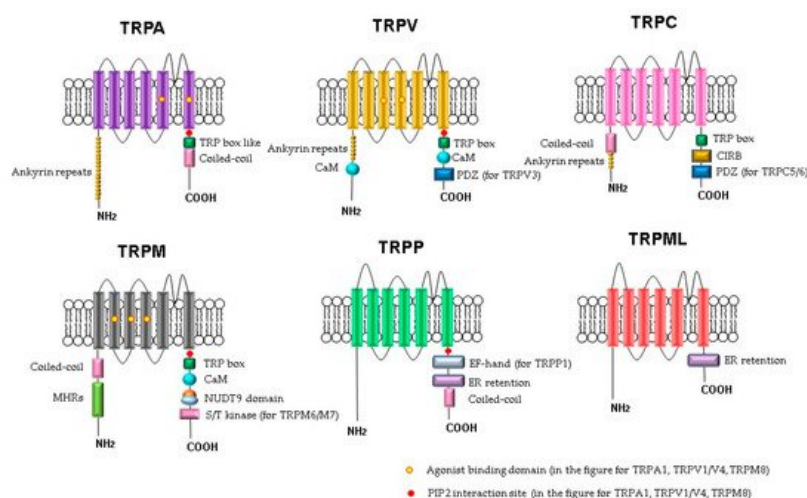 TRPA
TRPV
TRPC
Ankyrin repeats
NH2
TRP box like
Coiled-coil
COOH
Ankyrin repeats
CaM
NH2
TRP box
CaM
PDZ (for TRPV3)
COOH
Coiled-coil
Ankyrin repeats
NH2
TRP box
CIRB
PDZ (for TRPC5/6)
COOH
TRPM
TRPP
TRPML
Coiled-coil
MHRs
NH2
TRP box
CaM
NUDT9 domain
S/T kinase (for TRPM6/M7)
COOH
NH2
EF-hand (for TRPP1)
ER retention
Coiled-coil
COOH
NH2
ER retention
COOH
Agonist binding domain (in the figure for TRPA1, TRPV1/V4, TRPM8)
PIP2 interaction site (in the figure for TRPA1, TRPV1/V4, TRPM8)